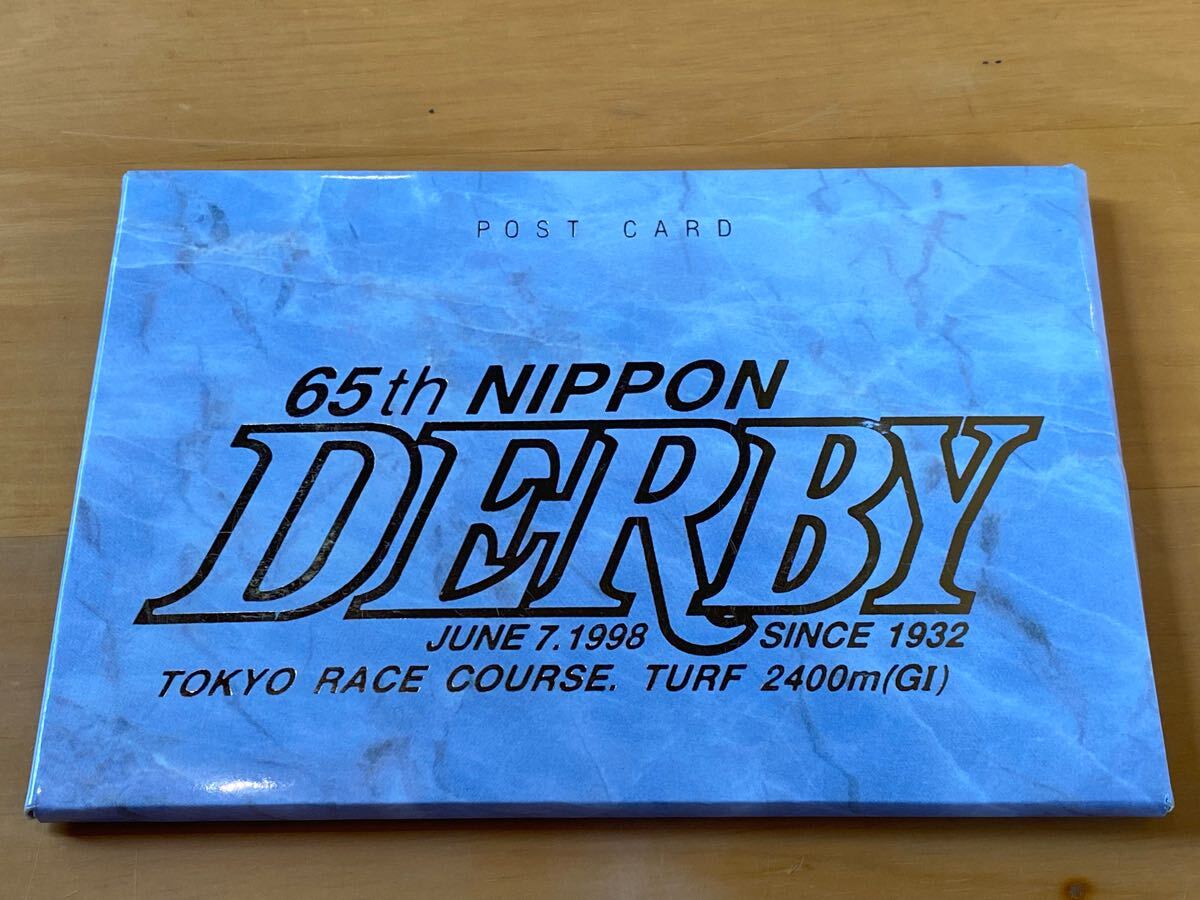 POST CARD
65th NIPPON
DERBY
JUNE 7. 1998 SINCE 1932
TOKYO RACE COURSE. TURF 2400m(GI)